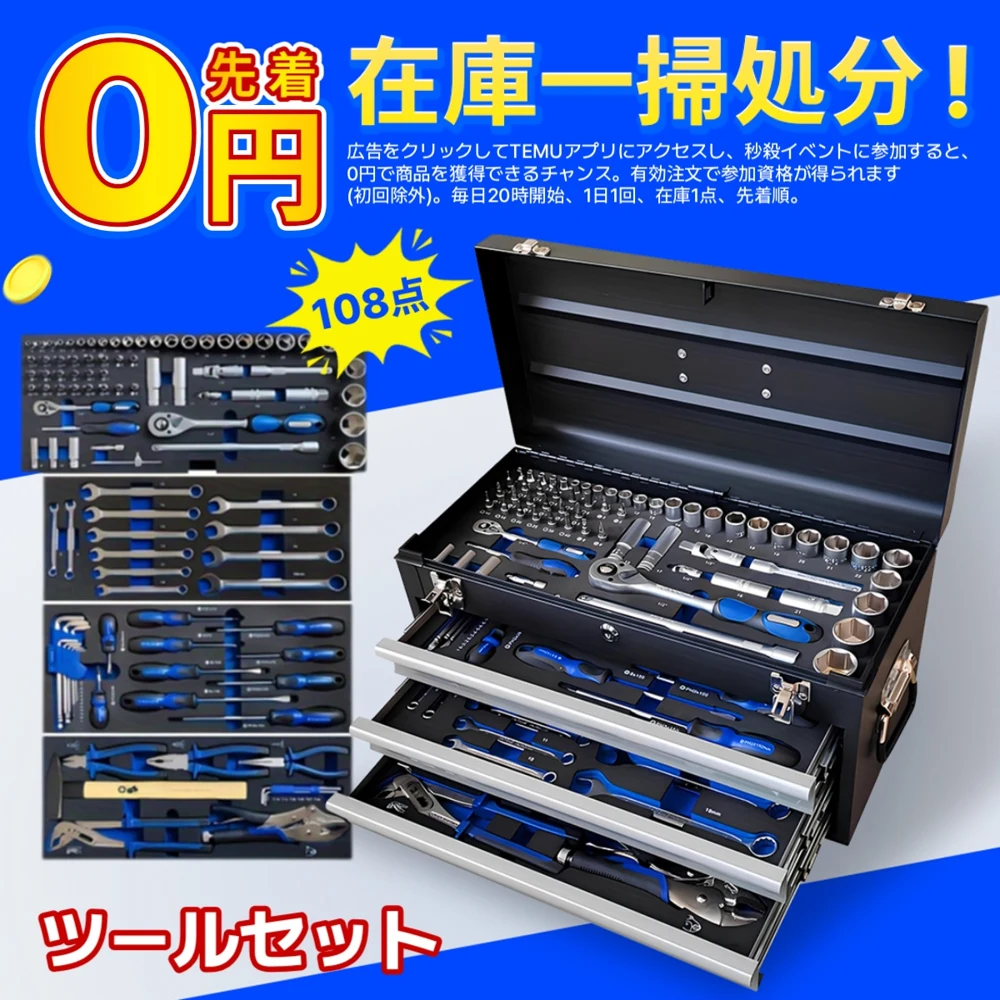 先着
0円
在庫一掃処分！
広告をクリックしてTEMUアプリにアクセスし、秒殺イベントに参加すると、
0円で商品を獲得できるチャンス。有効注文で参加資格が得られます
(初回除外)。毎日20時開始、1日1回、在庫1点、先着順。
108点
ツールセット